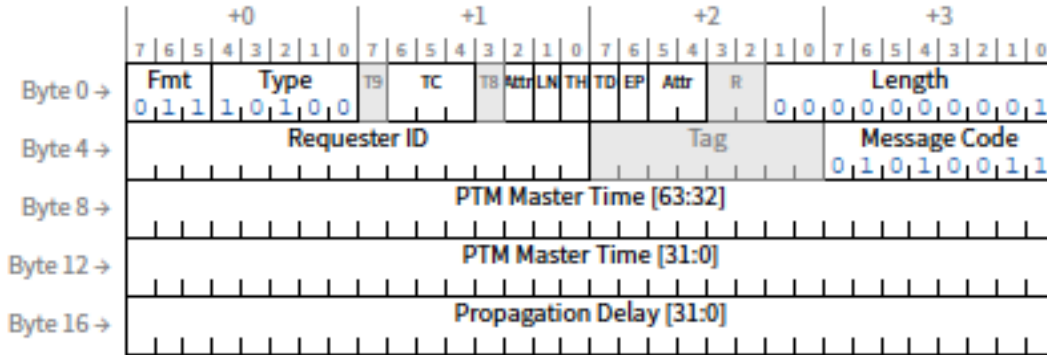 +0 +1 +2 +3
7 6 5 4 3 2 1 0 7 6 5 4 3 2 1 0 7 6 5 4 3 2 1 0 7 6 5 4 3 2 1 0
Byte 0 → Fmt Type T9 TC T8 Attr LN TH TD EP Attr R Length
0 1 1 1 0 1 0 0 0 0 0 0 0 0 0 0 0 1
Byte 4 → Requester ID Tag Message Code
0 1 0 1 0 0 1 1
Byte 8 → PTM Master Time [63:32]
Byte 12 → PTM Master Time [31:0]
Byte 16 → Propagation Delay [31:0]